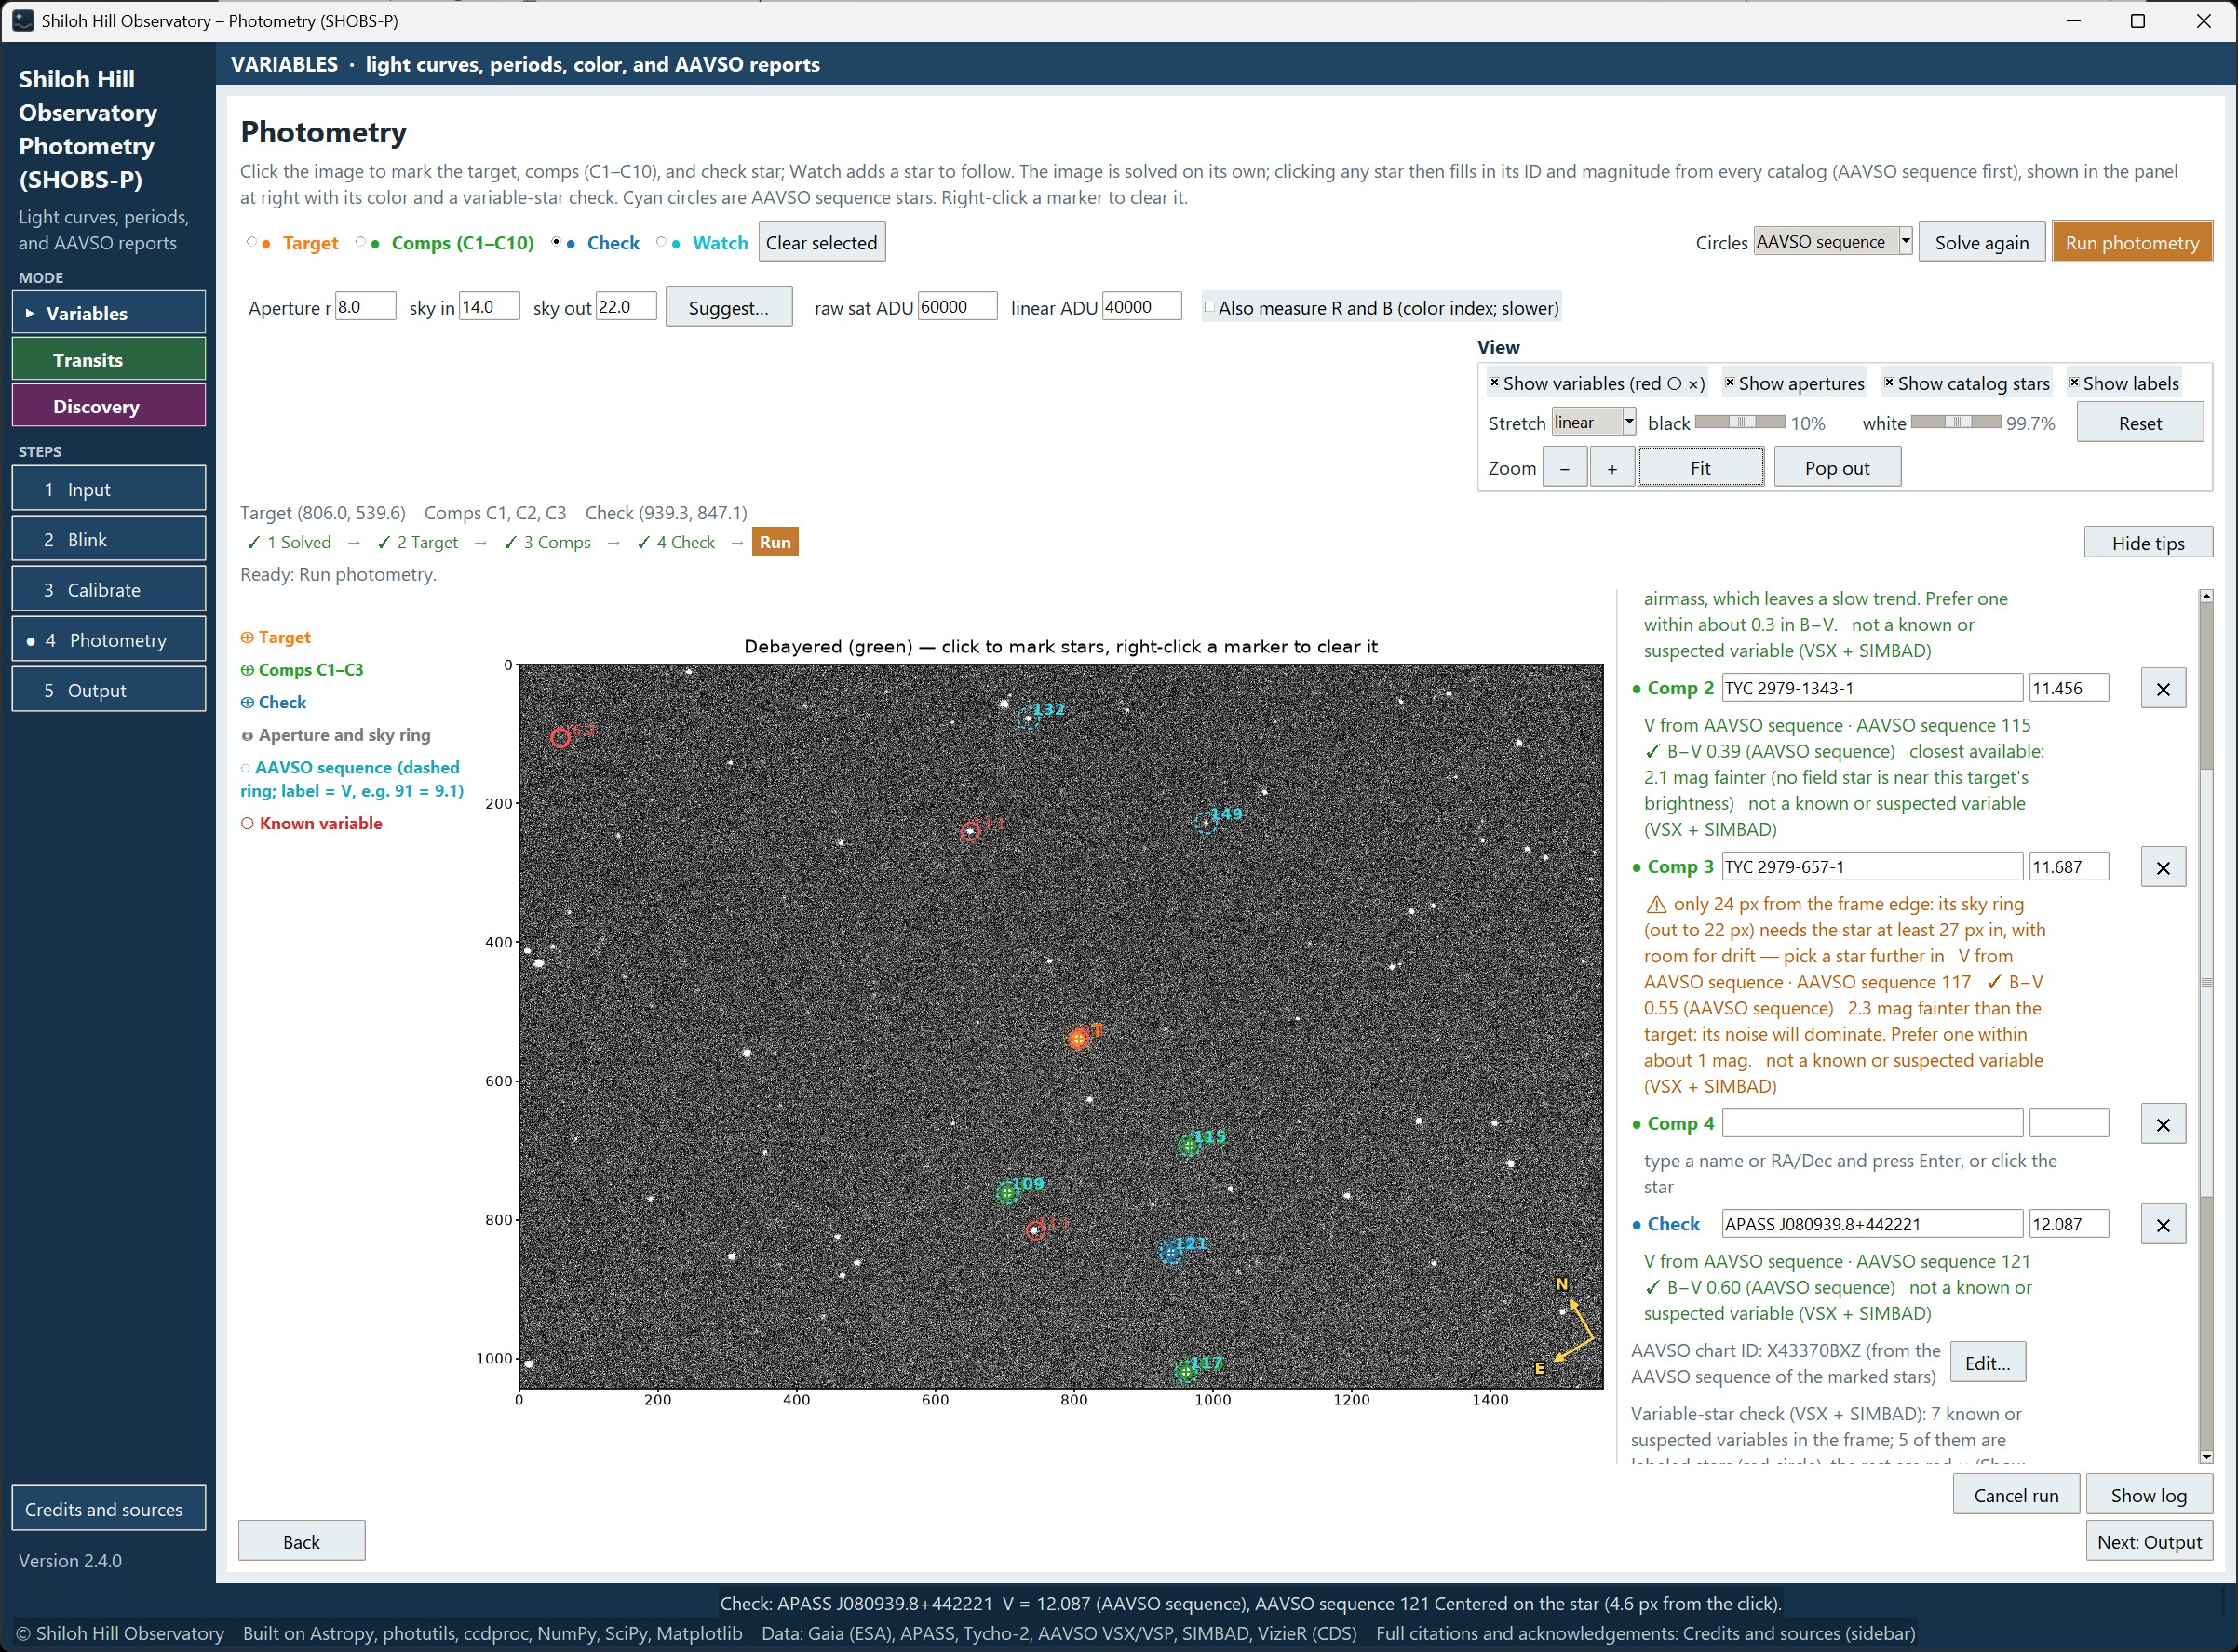 Shiloh Hill Observatory – Photometry (SHOBS-P)
Shiloh Hill
Observatory
Photometry
(SHOBS-P)
Light curves, periods,
and AAVSO reports
MODE
Variables
Transits
Discovery
STEPS
1 Input
2 Blink
3 Calibrate
4 Photometry
5 Output
Credits and sources
Version 2.4.0
VARIABLES · light curves, periods, color, and AAVSO reports
Photometry
Click the image to mark the target, comps (C1–C10), and check star; Watch adds a star to follow. The image is solved on its own; clicking any star then fills in its ID and magnitude from every catalog (AAVSO sequence first), shown in the panel
at right with its color and a variable-star check. Cyan circles are AAVSO sequence stars. Right-click a marker to clear it.
Target Comps (C1–C10) Check Watch Clear selected
Circles AAVSO sequence Solve again Run photometry
Aperture r 8.0 sky in 14.0 sky out 22.0 Suggest... raw sat ADU 60000 linear ADU 40000 Also measure R and B (color index; slower)
View
Show variables (red ○ ×) Show apertures Show catalog stars Show labels
Stretch linear black 10% white 99.7% Reset
Zoom − + Fit Pop out
Target (806.0, 539.6) Comps C1, C2, C3 Check (939.3, 847.1)
✓ 1 Solved → ✓ 2 Target → ✓ 3 Comps → ✓ 4 Check → Run
Hide tips
Ready: Run photometry.
Target
Comps C1–C3
Check
Aperture and sky ring
AAVSO sequence (dashed
ring; label = V, e.g. 91 = 9.1)
Known variable
Debayered (green) — click to mark stars, right-click a marker to clear it
0
200
400
600
800
1000
0 200 400 600 800 1000 1200 1400
132
149
T
115
109
121
117
N
E
airmass, which leaves a slow trend. Prefer one
within about 0.3 in B−V. not a known or
suspected variable (VSX + SIMBAD)
Comp 2 TYC 2979-1343-1 11.456
V from AAVSO sequence · AAVSO sequence 115
✓ B−V 0.39 (AAVSO sequence) closest available:
2.1 mag fainter (no field star is near this target's
brightness) not a known or suspected variable
(VSX + SIMBAD)
Comp 3 TYC 2979-657-1 11.687
⚠ only 24 px from the frame edge: its sky ring
(out to 22 px) needs the star at least 27 px in, with
room for drift — pick a star further in V from
AAVSO sequence · AAVSO sequence 117 ✓ B−V
0.55 (AAVSO sequence) 2.3 mag fainter than the
target: its noise will dominate. Prefer one within
about 1 mag. not a known or suspected variable
(VSX + SIMBAD)
Comp 4
type a name or RA/Dec and press Enter, or click the
star
Check APASS J080939.8+442221 12.087
V from AAVSO sequence · AAVSO sequence 121
✓ B−V 0.60 (AAVSO sequence) not a known or
suspected variable (VSX + SIMBAD)
AAVSO chart ID: X43370BXZ (from the
AAVSO sequence of the marked stars)
Edit...
Variable-star check (VSX + SIMBAD): 7 known or
suspected variables in the frame; 5 of them are
Cancel run Show log
Back
Next: Output
Check: APASS J080939.8+442221 V = 12.087 (AAVSO sequence), AAVSO sequence 121 Centered on the star (4.6 px from the click).
© Shiloh Hill Observatory Built on Astropy, photutils, ccdproc, NumPy, SciPy, Matplotlib Data: Gaia (ESA), APASS, Tycho-2, AAVSO VSX/VSP, SIMBAD, VizieR (CDS) Full citations and acknowledgements: Credits and sources (sidebar)